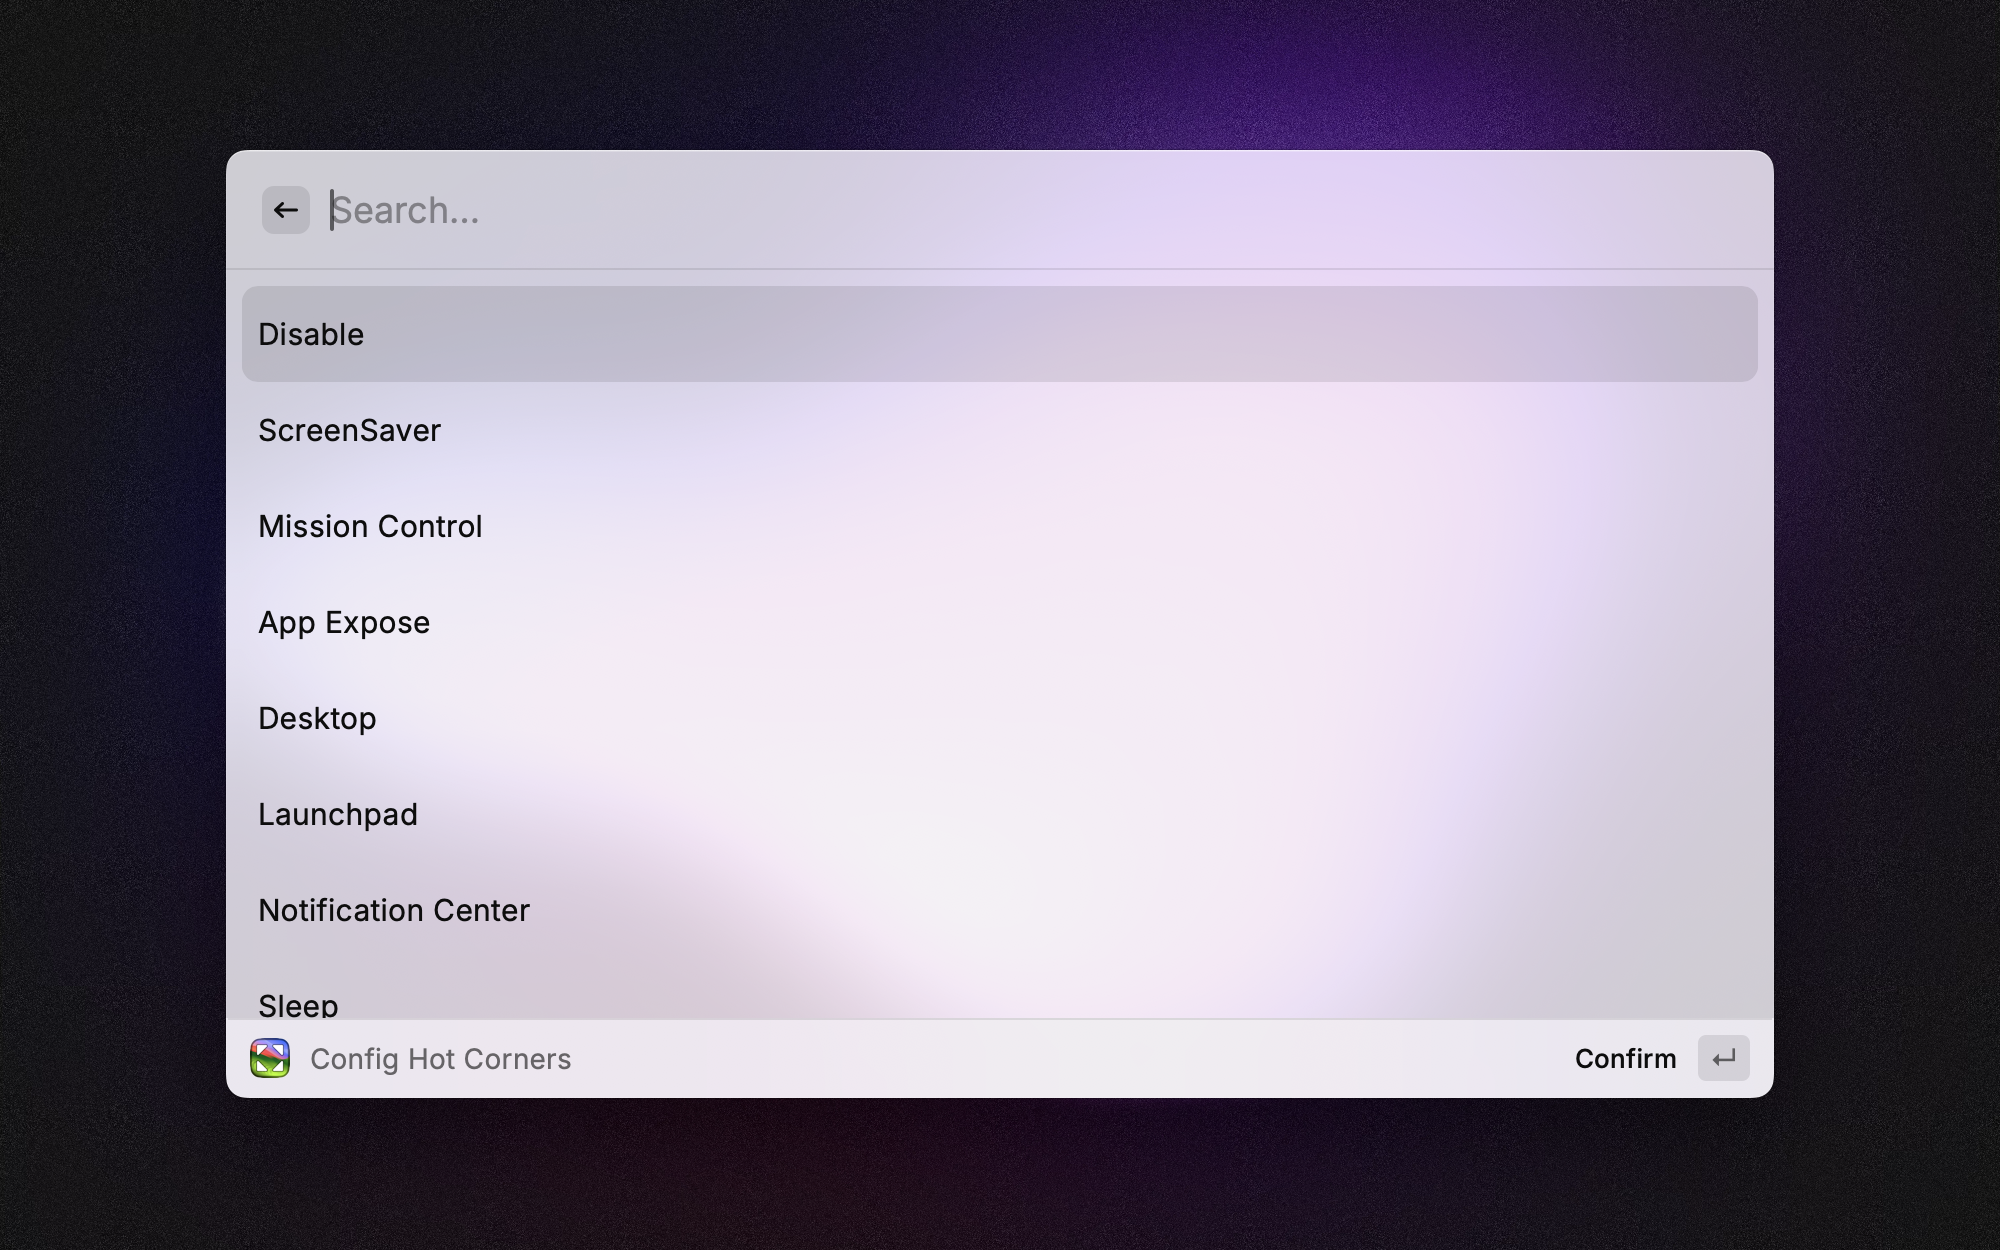 Search...
Disable
ScreenSaver
Mission Control
App Expose
Desktop
Launchpad
Notification Center
Sleep
Config Hot Corners
Confirm